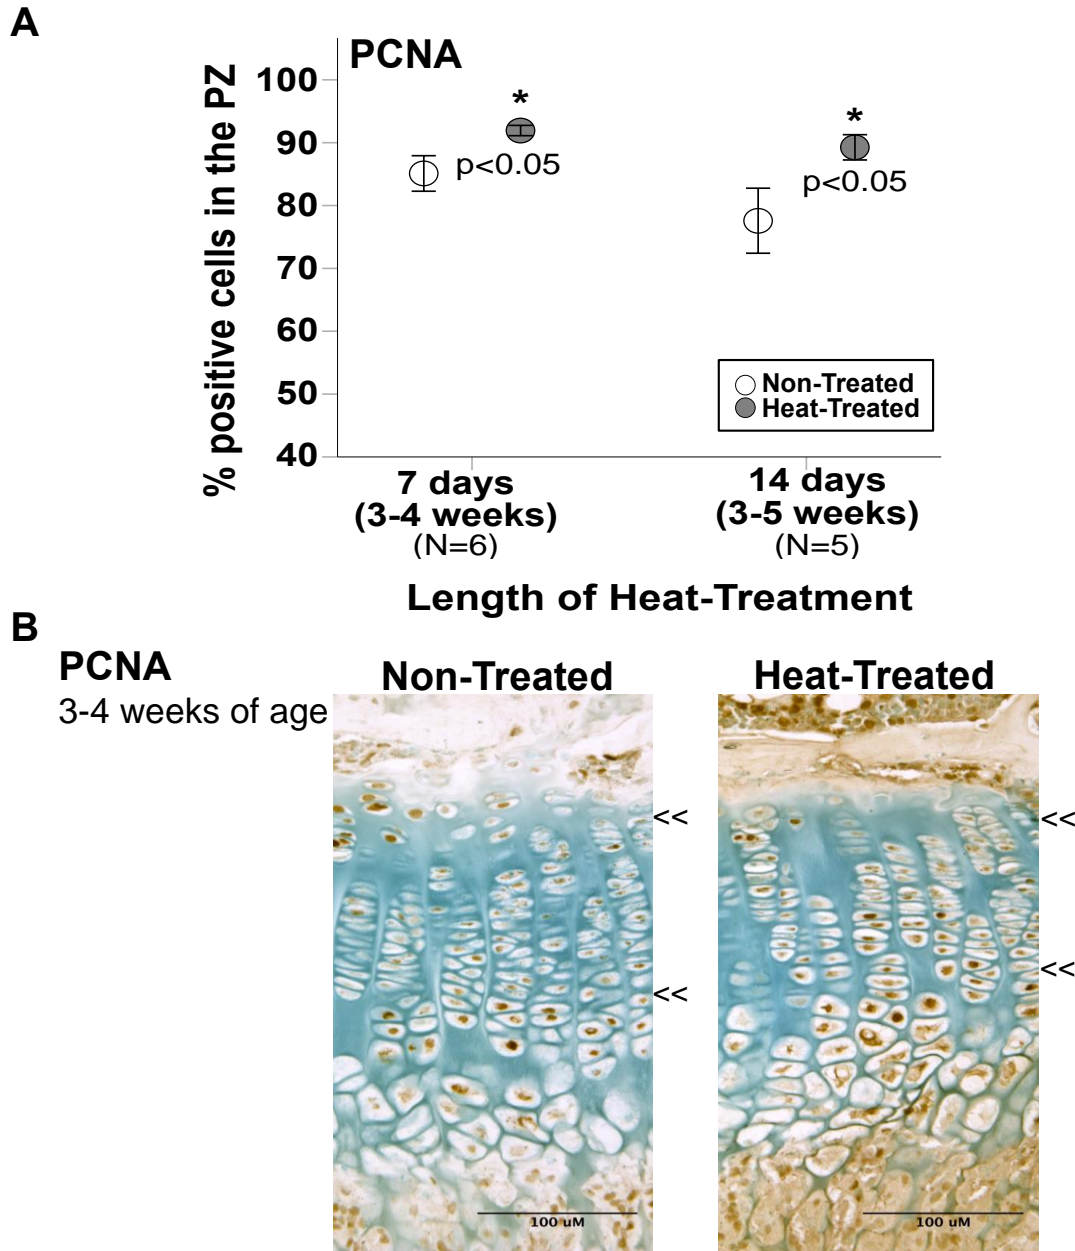 A
PCNA
% positive cells in the PZ
100
90
80
70
60
50
40
*
p<0.05
*
p<0.05
Non-Treated
Heat-Treated
7 days
(3-4 weeks)
(N=6)
14 days
(3-5 weeks)
(N=5)
Length of Heat-Treatment
B
PCNA
3-4 weeks of age
Non-Treated
Heat-Treated
<<
<<
<<
<<
100 uM
100 uM